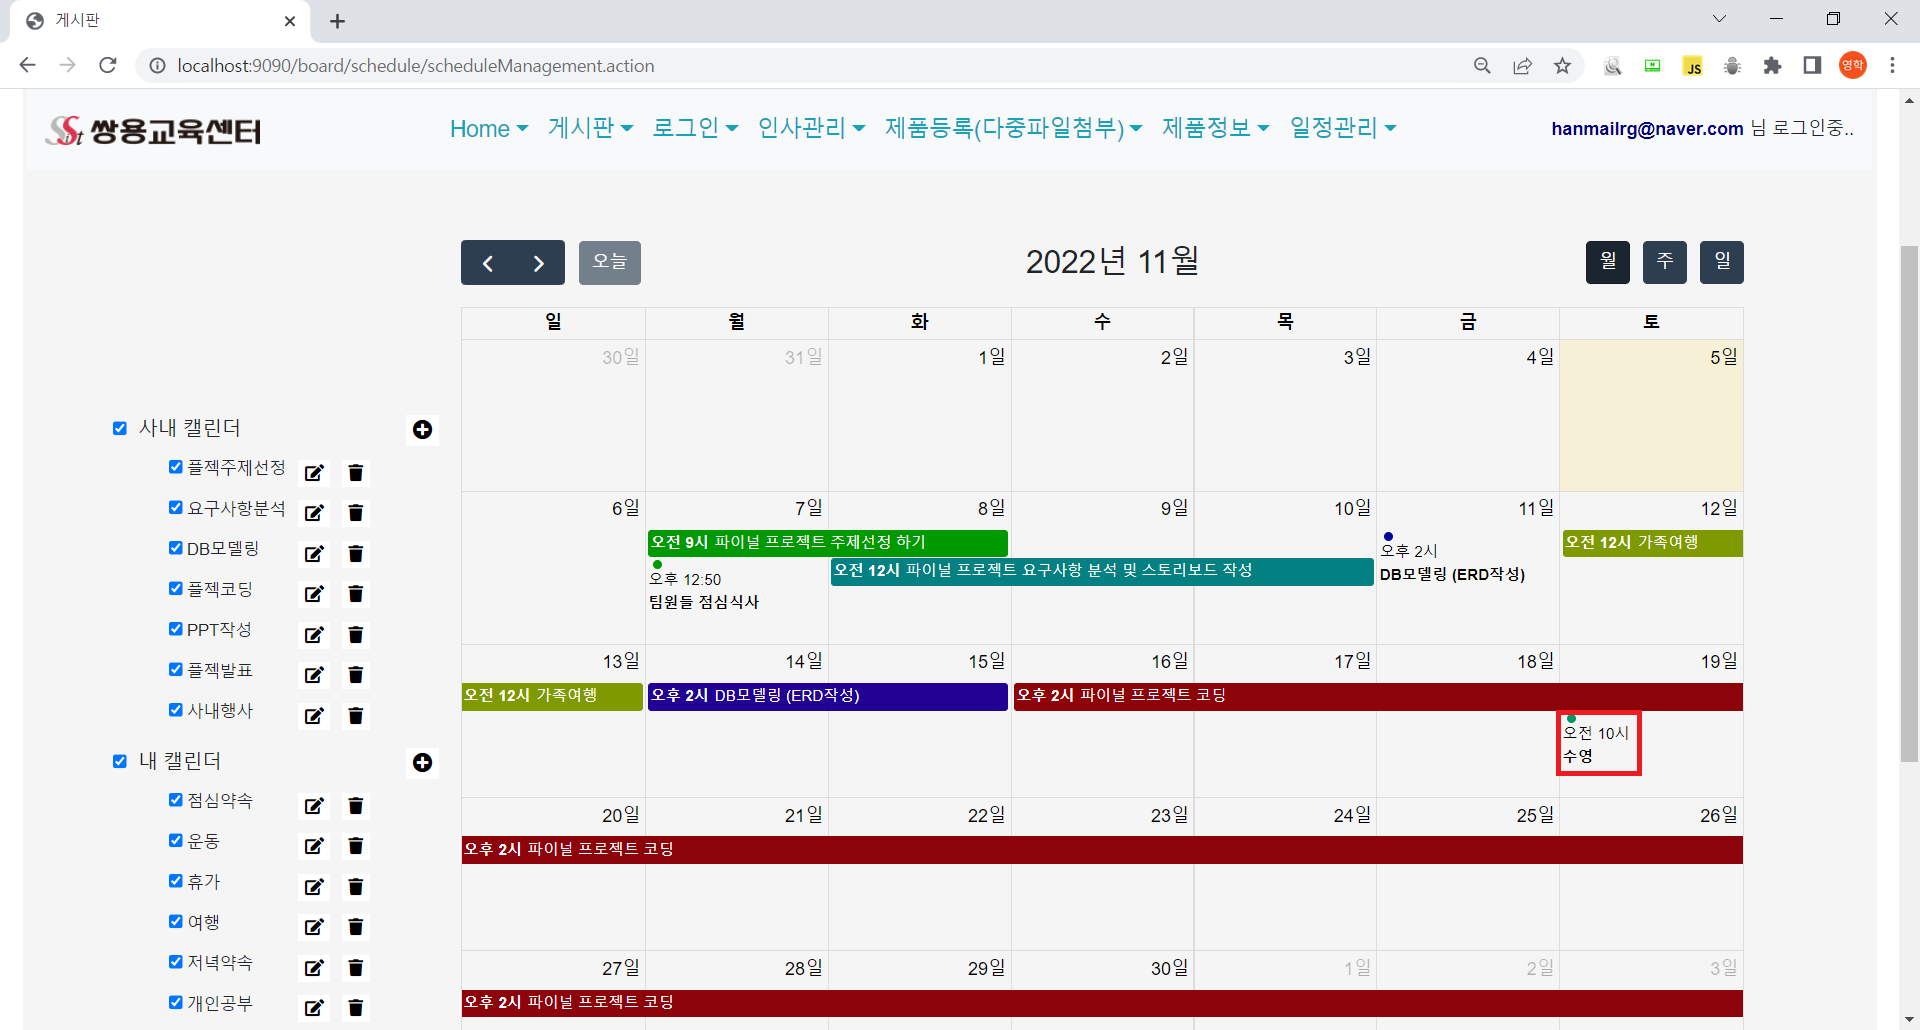 게시판
localhost:9090/board/schedule/scheduleManagement.action
JS
영학
Sist 쌍용교육센터
Home 게시판 로그인 인사관리 제품등록(다중파일첨부) 제품정보 일정관리
hanmailrg@naver.com 님 로그인중..
오늘
2022년 11월
월 주 일
사내 캘린더
플젝주제선정
요구사항분석
DB모델링
플젝코딩
PPT작성
플젝발표
사내행사
내 캘린더
점심약속
운동
휴가
여행
저녁약속
개인공부
일 월 화 수 목 금 토
30일 31일 1일 2일 3일 4일 5일
6일 7일 8일 9일 10일 11일 12일
오전 9시 파이널 프로젝트 주제선정 하기
오후 12:50
팀원들 점심식사
오전 12시 파이널 프로젝트 요구사항 분석 및 스토리보드 작성
오후 2시
DB모델링 (ERD작성)
오전 12시 가족여행
13일 14일 15일 16일 17일 18일 19일
오전 12시 가족여행
오후 2시 DB모델링 (ERD작성)
오후 2시 파이널 프로젝트 코딩
오전 10시
수영
20일 21일 22일 23일 24일 25일 26일
오후 2시 파이널 프로젝트 코딩
27일 28일 29일 30일 1일 2일 3일
오후 2시 파이널 프로젝트 코딩